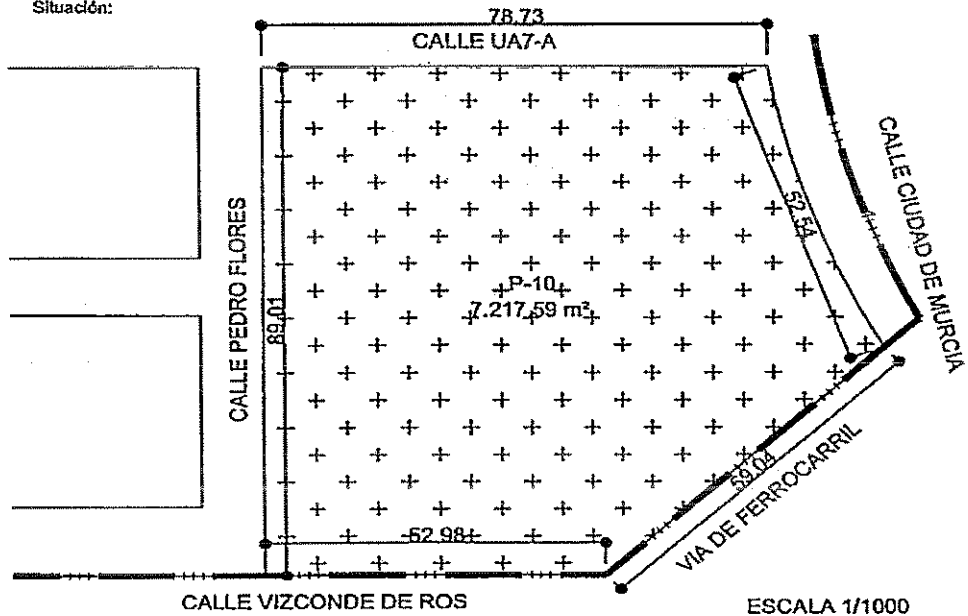 Situación:
78.73
CALLE UA7-A
CALLE CIUDAD DE MURCIA
52.54
CALLE PEDRO FLORES
89.01
P-10
7.217,59 m²
59.04
VIA DE FERROCARRIL
52.98
CALLE VIZCONDE DE ROS
ESCALA 1/1000